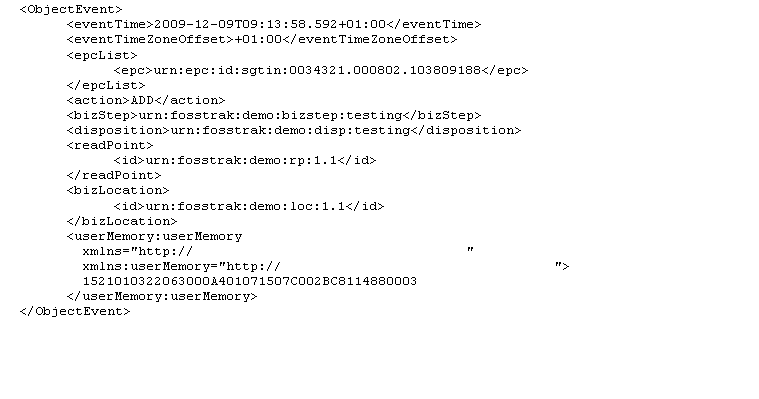 <ObjectEvent>
<eventTime>2009-12-09T09:13:58.592+01:00</eventTime>
<eventTimeZoneOffset>+01:00</eventTimeZoneOffset>
<epcList>
<epc>urn:epc:id:sgtin:0034321.000802.103809188</epc>
</epcList>
<action>ADD</action>
<bizStep>urn:fosstrak:demo:bizstep:testing</bizStep>
<disposition>urn:fosstrak:demo:disp:testing</disposition>
<readPoint>
<id>urn:fosstrak:demo:rp:1.1</id>
</readPoint>
<bizLocation>
<id>urn:fosstrak:demo:loc:1.1</id>
</bizLocation>
<userMemory:userMemory
xmlns="http:// "
xmlns:userMemory="http:// ">
1521010322063000A401071507C002BC8114880003
</userMemory:userMemory>
</ObjectEvent>